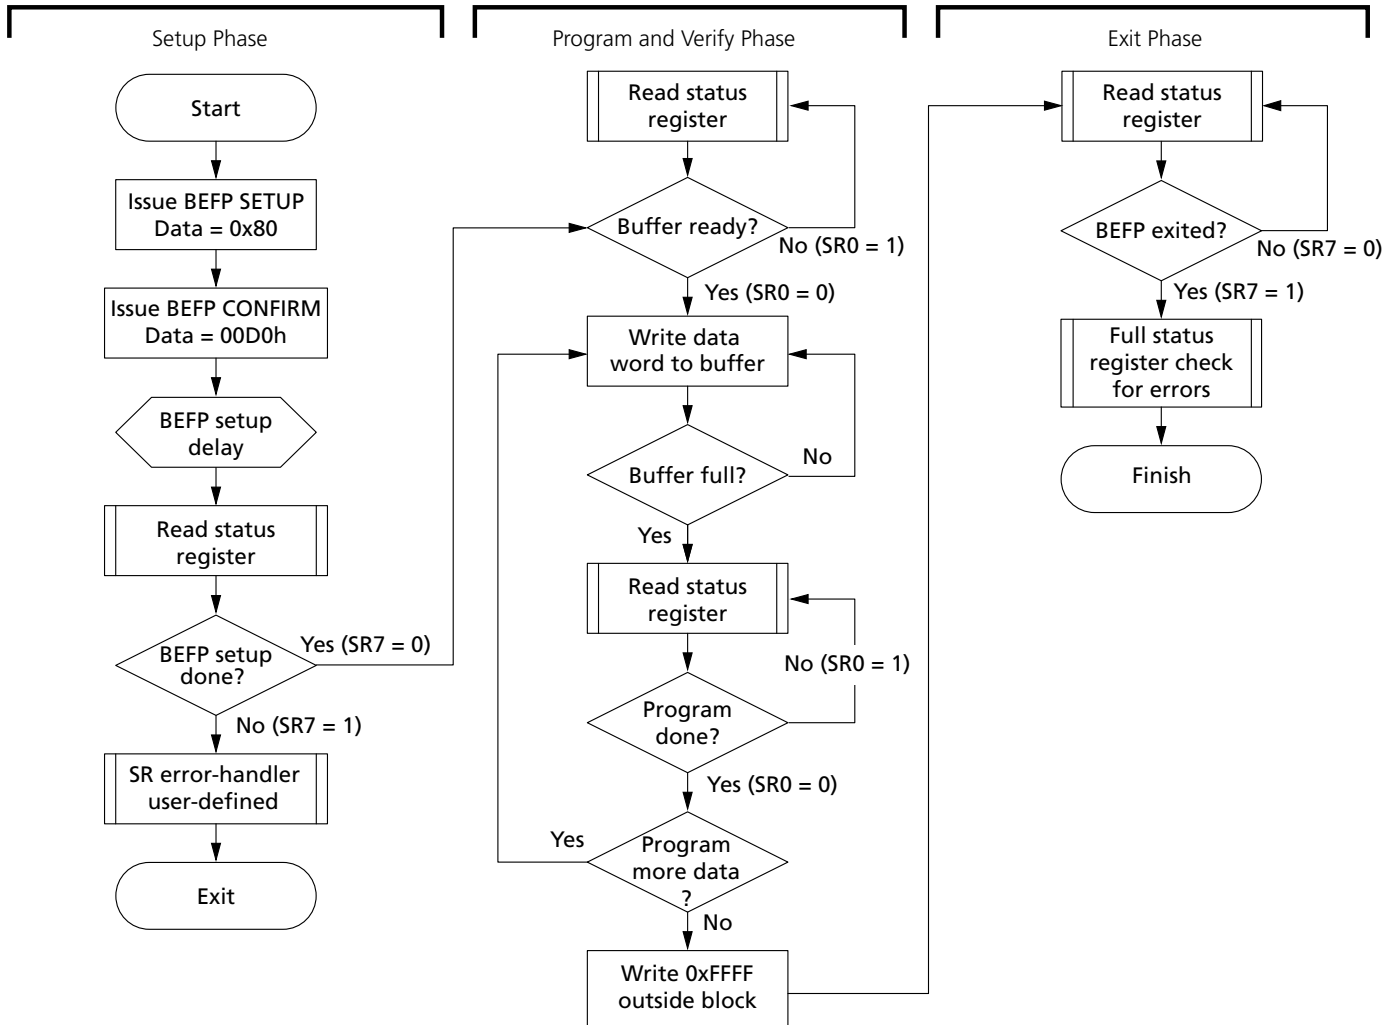 Setup Phase
Start
Issue BEFP SETUP
Data = 0x80
Issue BEFP CONFIRM
Data = 00D0h
BEFP setup
delay
Read status
register
BEFP setup
done?
Yes (SR7 = 0)
No (SR7 = 1)
SR error-handler
user-defined
Exit
Program and Verify Phase
Read status
register
Buffer ready?
No (SR0 = 1)
Yes (SR0 = 0)
Write data
word to buffer
Buffer full?
No
Yes
Read status
register
No (SR0 = 1)
Program
done?
Yes (SR0 = 0)
Yes
Program
more data
?
No
Write 0xFFFF
outside block
Exit Phase
Read status
register
BEFP exited?
No (SR7 = 0)
Yes (SR7 = 1)
Full status
register check
for errors
Finish